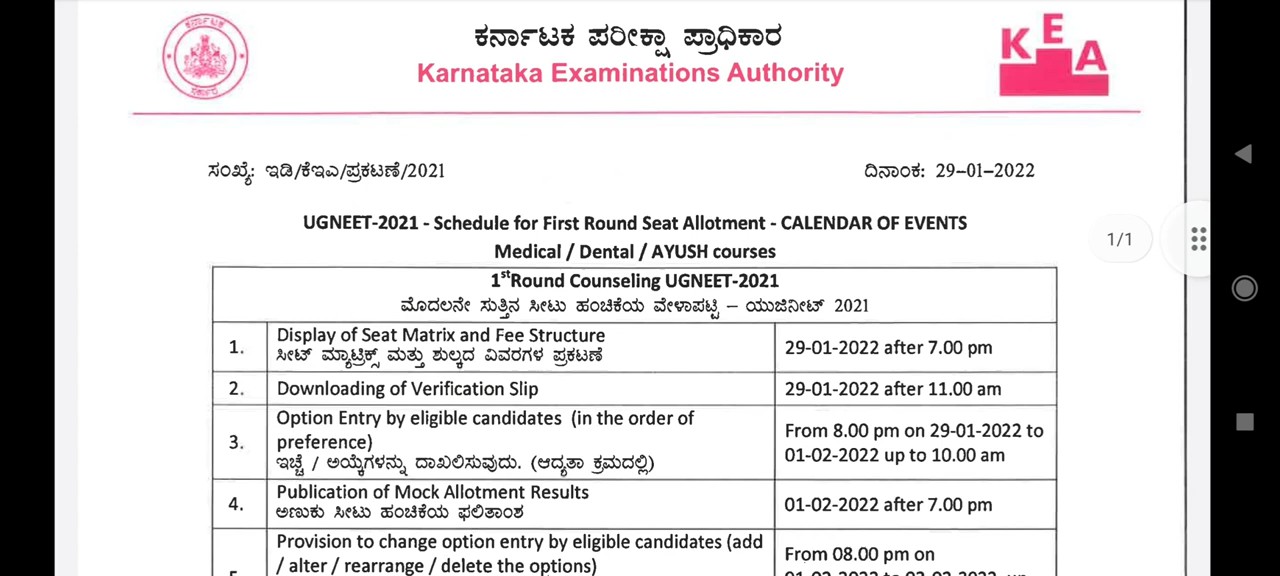 ಕರ್ನಾಟಕ ಪರೀಕ್ಷಾ ಪ್ರಾಧಿಕಾರ
Karnataka Examinations Authority
KEA
ಕರ್ನಾಟಕ
ಸರ್ಕಾರ
ಸಂಖ್ಯೆ: ಇಡಿ/ಕೆಇಎ/ಪ್ರಕಟಣೆ/2021
ದಿನಾಂಕ: 29-01-2022
UGNEET-2021 - Schedule for First Round Seat Allotment - CALENDAR OF EVENTS
Medical / Dental / AYUSH courses
1/1
1stRound Counseling UGNEET-2021
ಮೊದಲನೇ ಸುತ್ತಿನ ಸೀಟು ಹಂಚಿಕೆಯ ವೇಳಾಪಟ್ಟಿ – ಯುಜಿನೀಟ್ 2021
1.
Display of Seat Matrix and Fee Structure
ಸೀಟ್ ಮ್ಯಾಟ್ರಿಕ್ಸ್ ಮತ್ತು ಶುಲ್ಕದ ವಿವರಗಳ ಪ್ರಕಟಣೆ
29-01-2022 after 7.00 pm
2.
Downloading of Verification Slip
29-01-2022 after 11.00 am
3.
Option Entry by eligible candidates (in the order of
preference)
ಇಚ್ಛೆ / ಆಯ್ಕೆಗಳನ್ನು ದಾಖಲಿಸುವುದು. (ಆದ್ಯತಾ ಕ್ರಮದಲ್ಲಿ)
From 8.00 pm on 29-01-2022 to
01-02-2022 up to 10.00 am
4.
Publication of Mock Allotment Results
ಅಣುಕು ಸೀಟು ಹಂಚಿಕೆಯ ಫಲಿತಾಂಶ
01-02-2022 after 7.00 pm
Provision to change option entry by eligible candidates (add
/ alter / rearrange / delete the options)
From 08.00 pm on